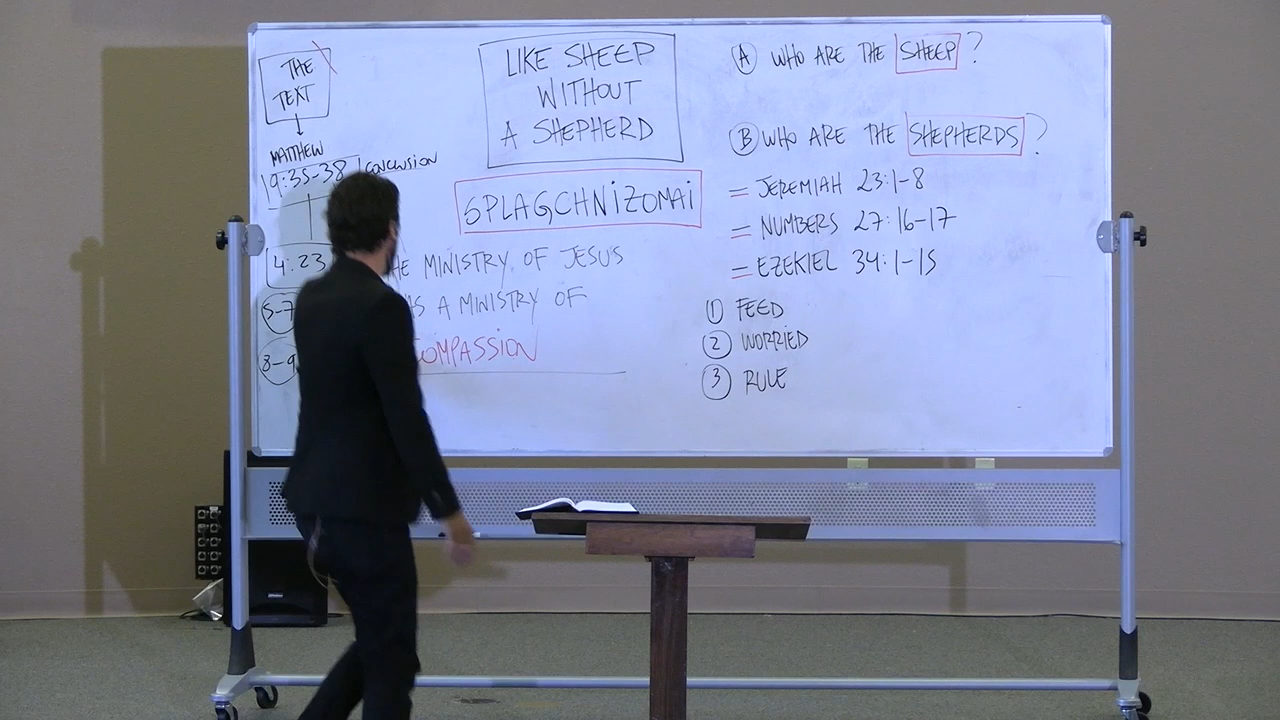 THE
TEXT
MATTHEW
9:35-38 CONCLUSION
4:23
5-7
8-9
LIKE SHEEP
WITHOUT
A SHEPHERD
SPLAGCHNiZOMAi
MINISTRY OF JESUS
A MINISTRY OF
COMPASSION
A WHO ARE THE SHEEP?
B WHO ARE THE SHEPHERDS?
= JEREMIAH 23:1-8
= NUMBERS 27:16-17
= EZEKIEL 34:1-15
1 FEED
2 WORRIED
3 RULE